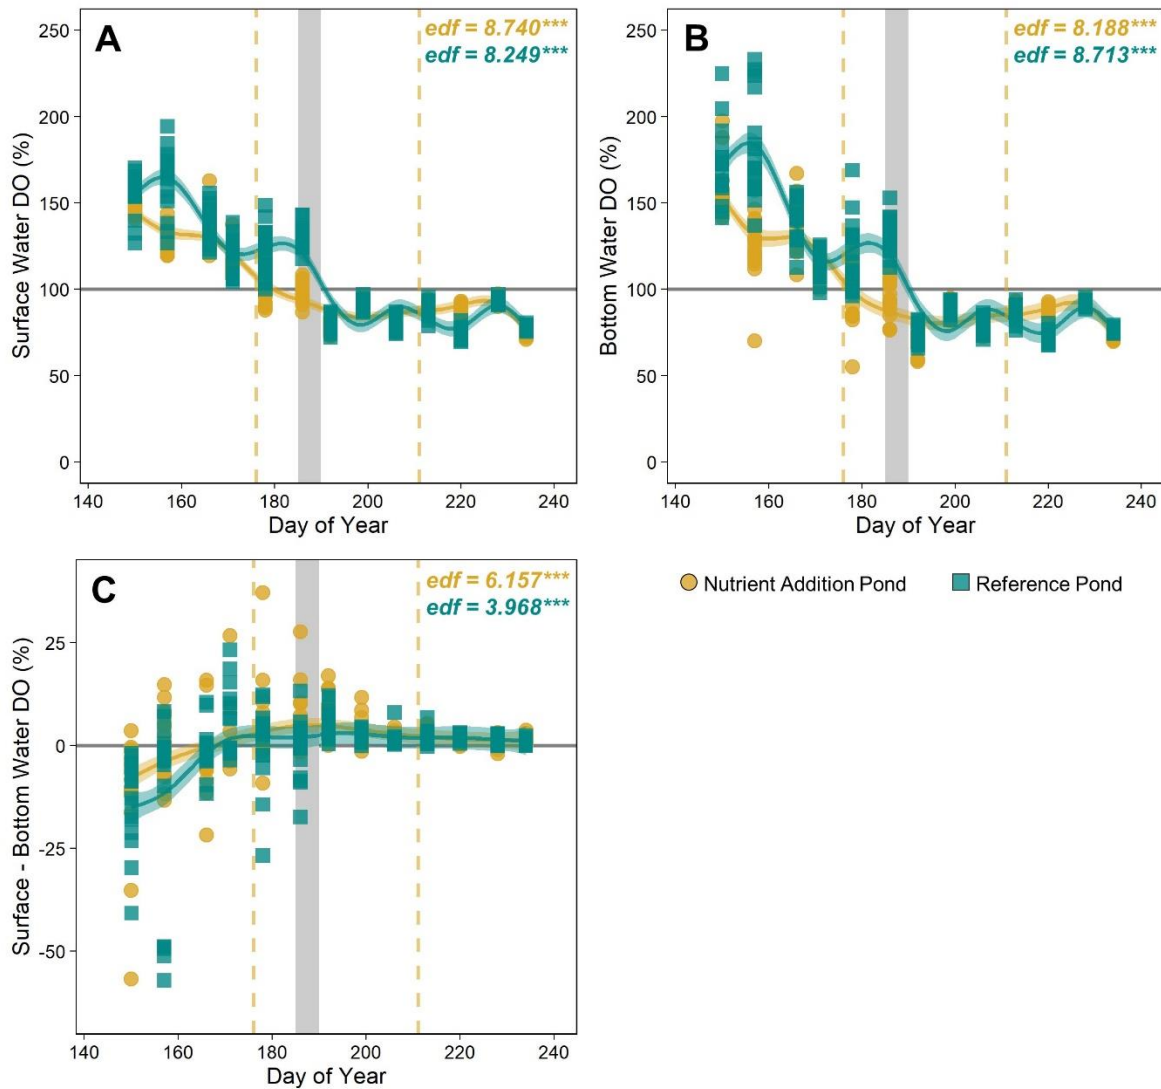 A
edf = 8.740***
edf = 8.249***
250
200
150
100
50
0
Surface Water DO (%)
140 160 180 200 220 240
Day of Year
B
edf = 8.188***
edf = 8.713***
250
200
150
100
50
0
Bottom Water DO (%)
140 160 180 200 220 240
Day of Year
C
edf = 6.157***
edf = 3.968***
25
0
-25
-50
Surface - Bottom Water DO (%)
140 160 180 200 220 240
Day of Year
Nutrient Addition Pond Reference Pond